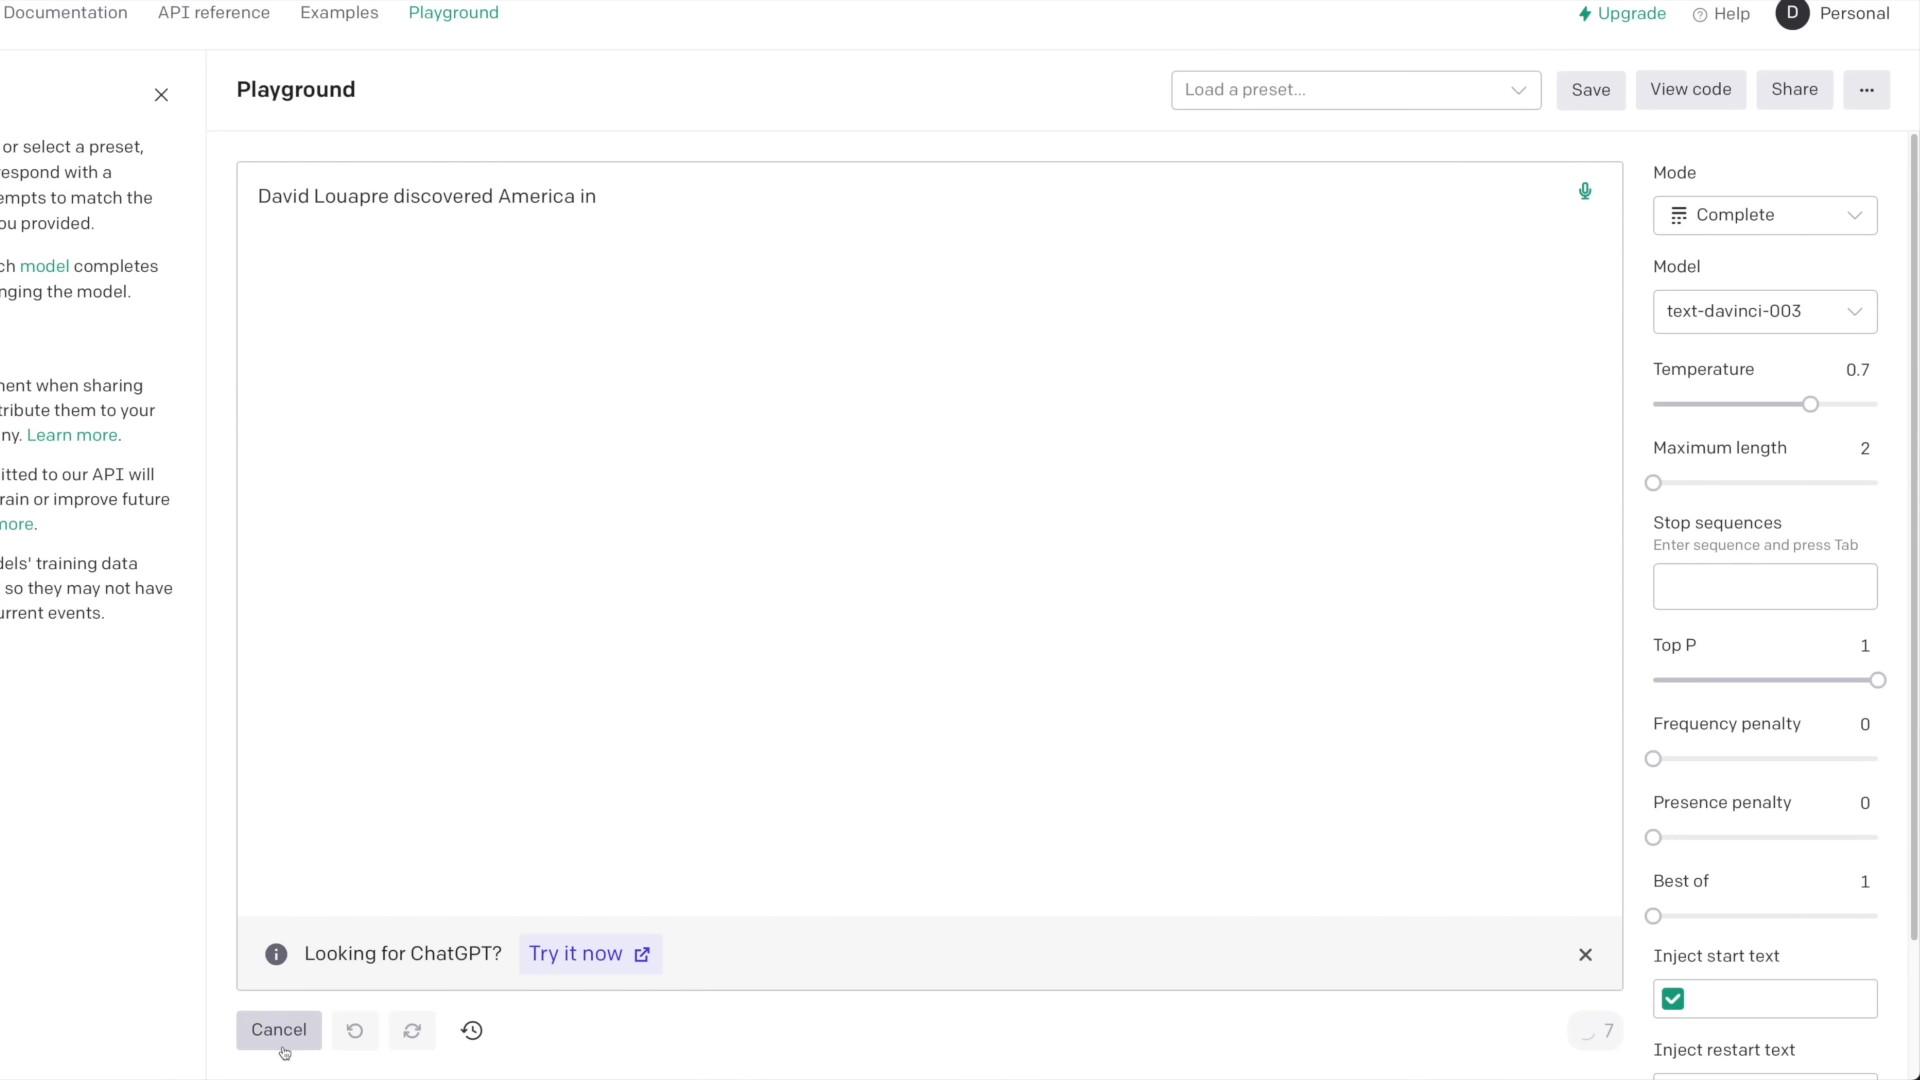 Documentation API reference Examples Playground Upgrade Help D Personal
Playground
Load a preset... Save View code Share ...
or select a preset,
espond with a
empts to match the
ou provided.
ch model completes
nging the model.
nent when sharing
tribute them to your
ny. Learn more.
itted to our API will
rain or improve future
more.
dels' training data
so they may not have
urrent events.
David Louapre discovered America in
Looking for ChatGPT? Try it now
Cancel 7
Mode
Complete
Model
text-davinci-003
Temperature 0.7
Maximum length 2
Stop sequences
Enter sequence and press Tab
Top P 1
Frequency penalty 0
Presence penalty 0
Best of 1
Inject start text
Inject restart text